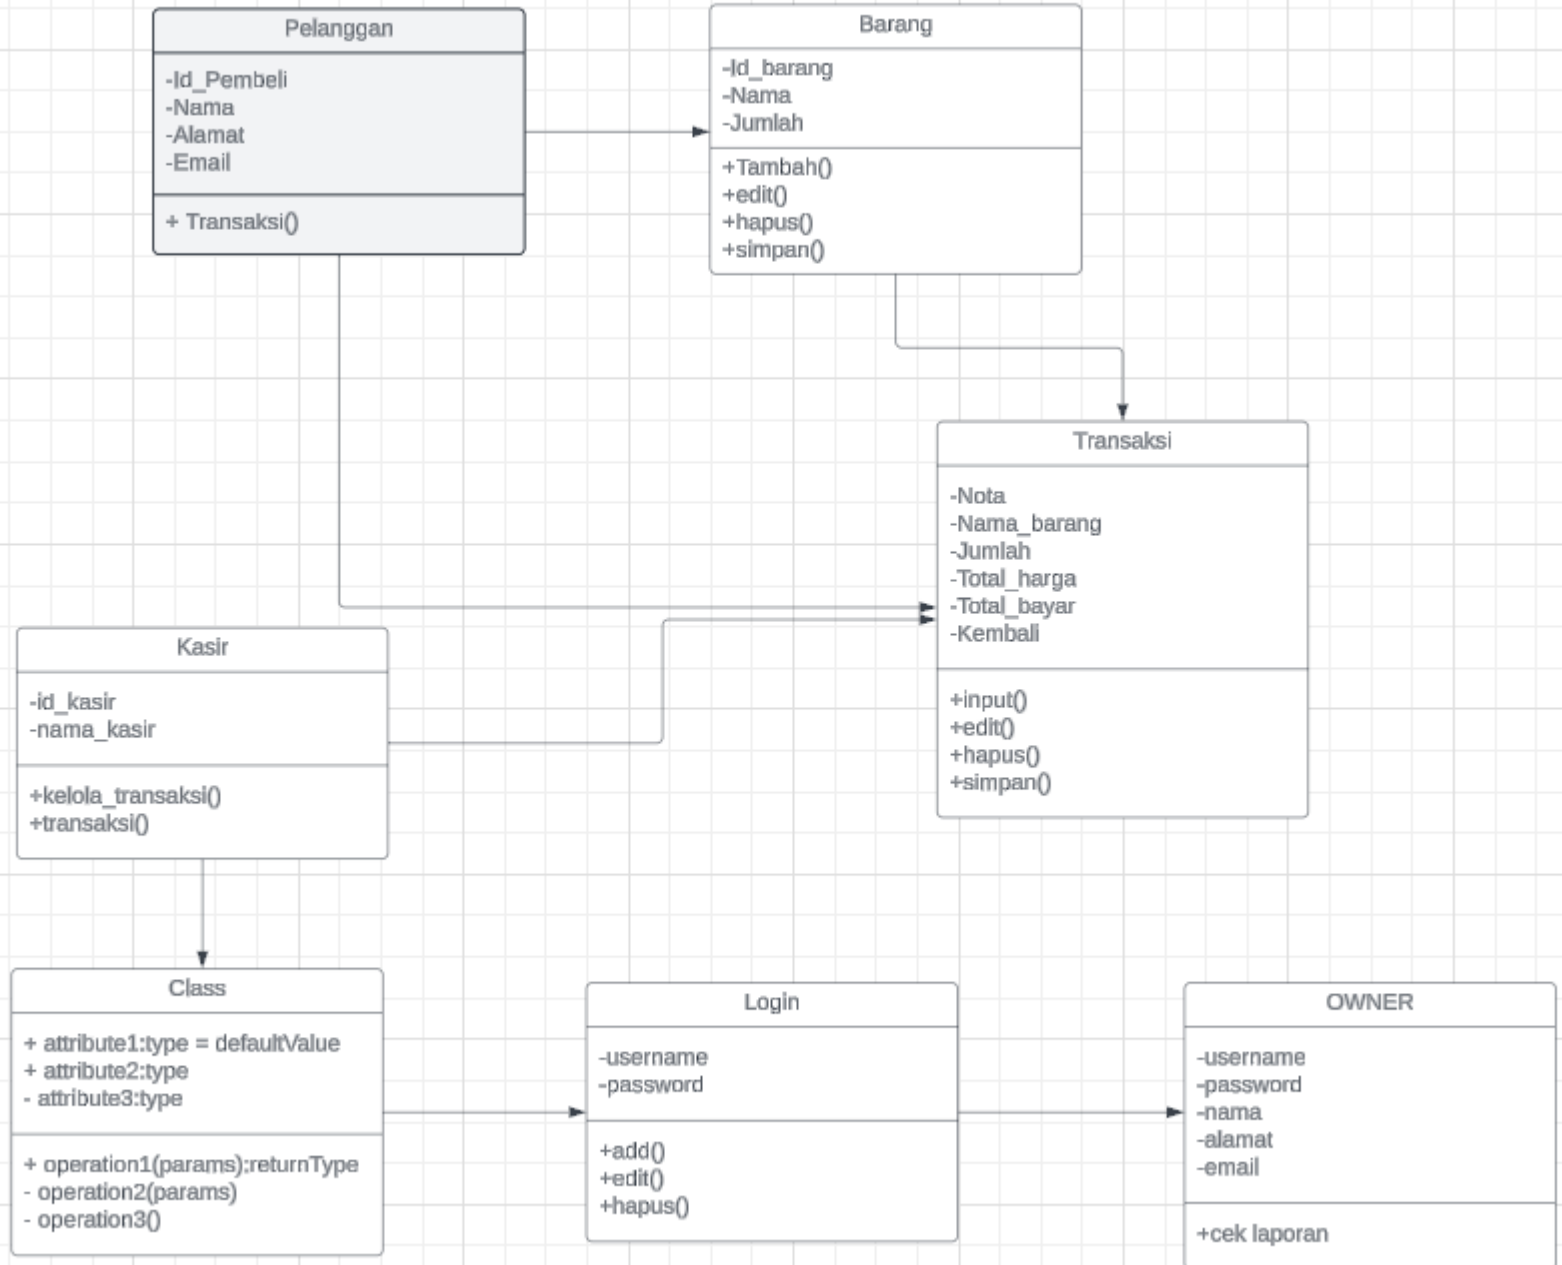 Pelanggan
-Id_Pembeli
-Nama
-Alamat
-Email
+ Transaksi()
Barang
-Id_barang
-Nama
-Jumlah
+Tambah()
+edit()
+hapus()
+simpan()
Transaksi
-Nota
-Nama_barang
-Jumlah
-Total_harga
-Total_bayar
-Kembali
+input()
+edit()
+hapus()
+simpan()
Kasir
-id_kasir
-nama_kasir
+kelola_transaksi()
+transaksi()
Class
+ attribute1:type = defaultValue
+ attribute2:type
- attribute3:type
+ operation1(params):returnType
- operation2(params)
- operation3()
Login
-username
-password
+add()
+edit()
+hapus()
OWNER
-username
-password
-nama
-alamat
-email
+cek laporan